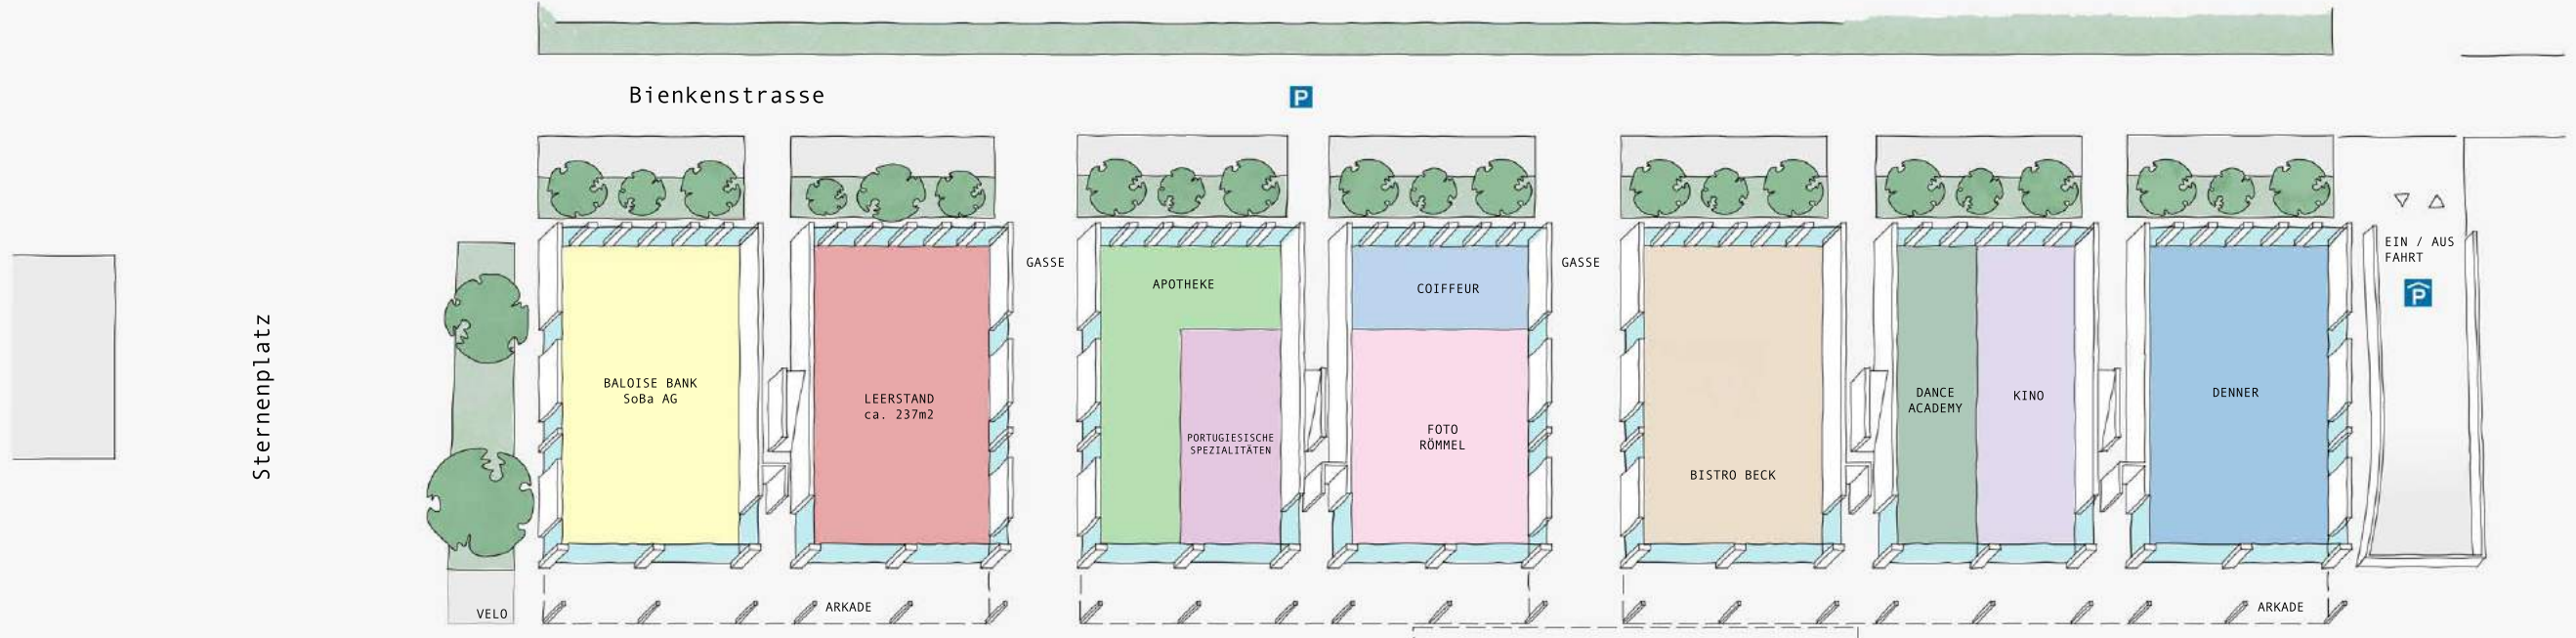 Bienkenstrasse
P
Sternenplatz
GASSE
GASSE
EIN / AUS
FAHRT
P
APOTHEKE
COIFFEUR
BALOISE BANK
SoBa AG
LEERSTAND
ca. 237m2
PORTUGIESISCHE
SPEZIALITÄTEN
FOTO
RÖMMEL
BISTRO BECK
DANCE
ACADEMY
KINO
DENNER
VELO
ARKADE
ARKADE